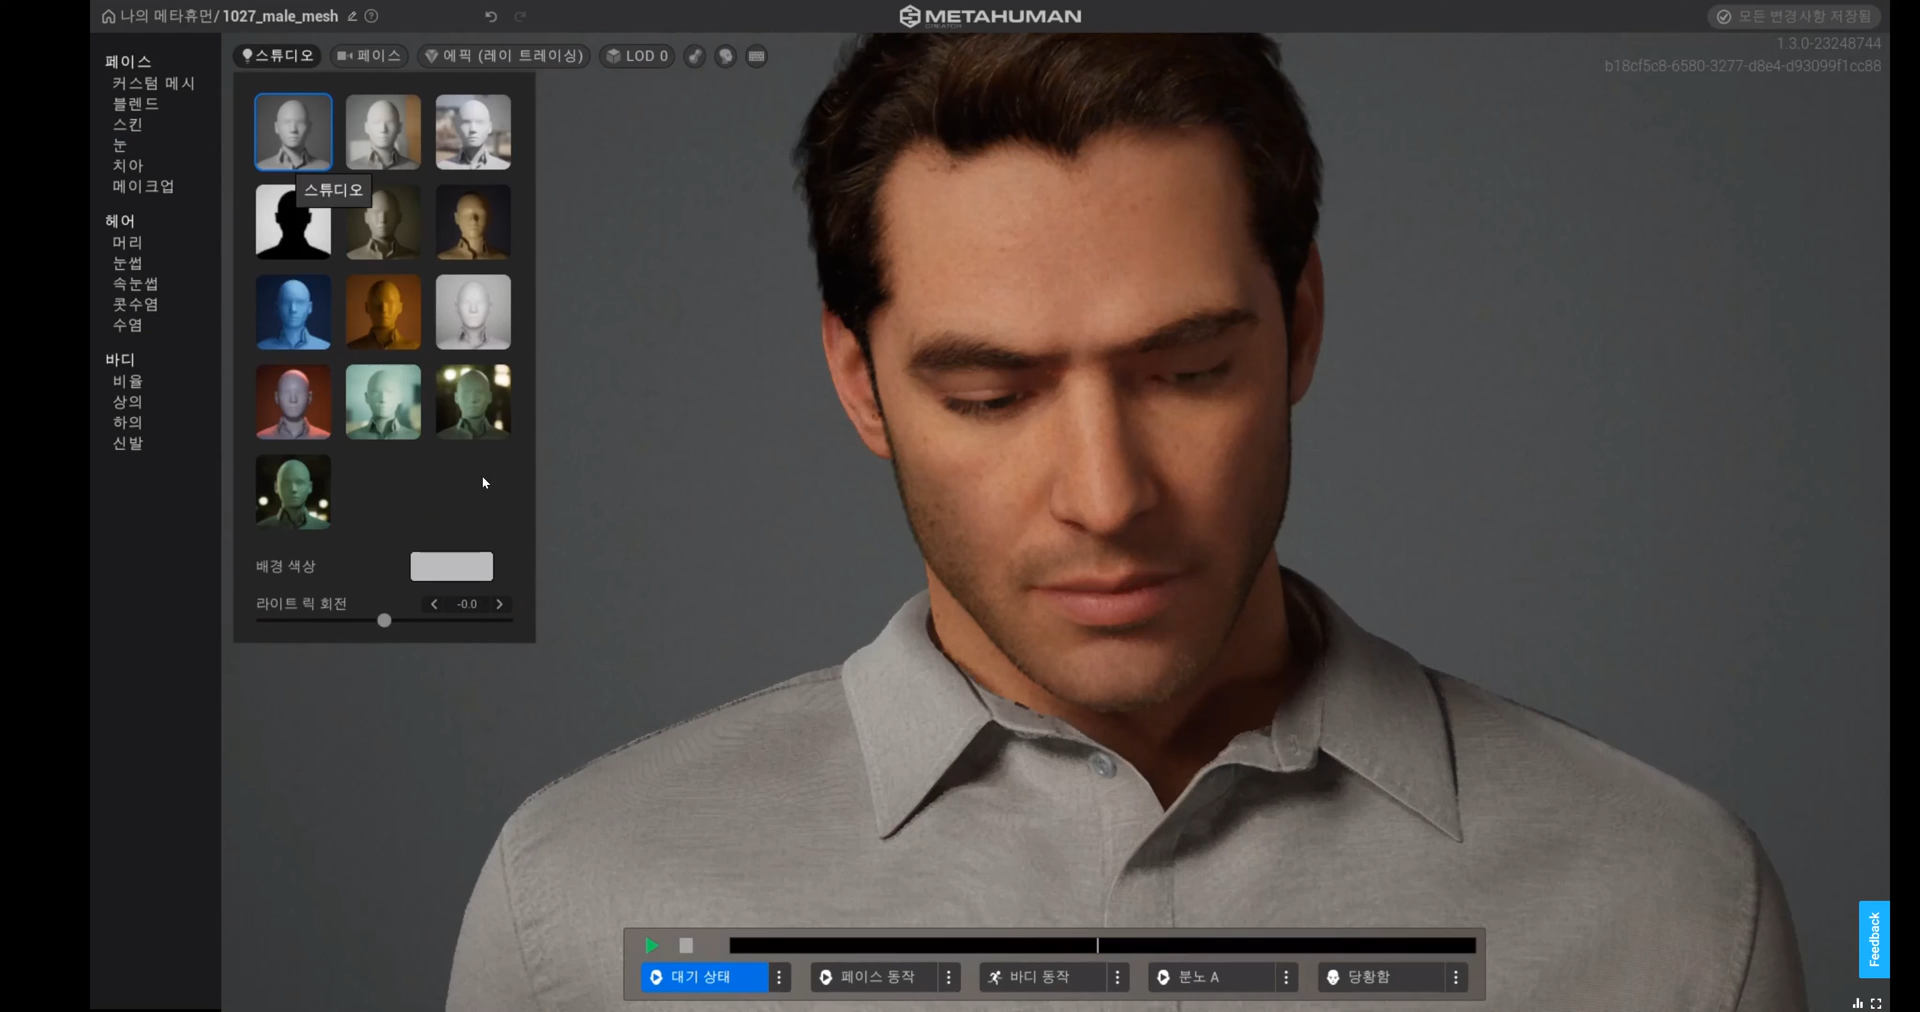 나의 메타휴먼/ 1027_male_mesh
METAHUMAN
CREATOR
모든 변경사항 저장됨
1.3.0-23248744
b18cf5c8-6580-3277-d8e4-d93099f1cc88
스튜디오
페이스
에픽 (레이 트레이싱)
LOD 0
페이스
커스텀 메시
블렌드
스킨
눈
치아
메이크업
헤어
머리
눈썹
속눈썹
콧수염
수염
바디
비율
상의
하의
신발
스튜디오
배경 색상
라이트 릭 회전
-0.0
대기 상태
페이스 동작
바디 동작
분노 A
당황함
Feedback